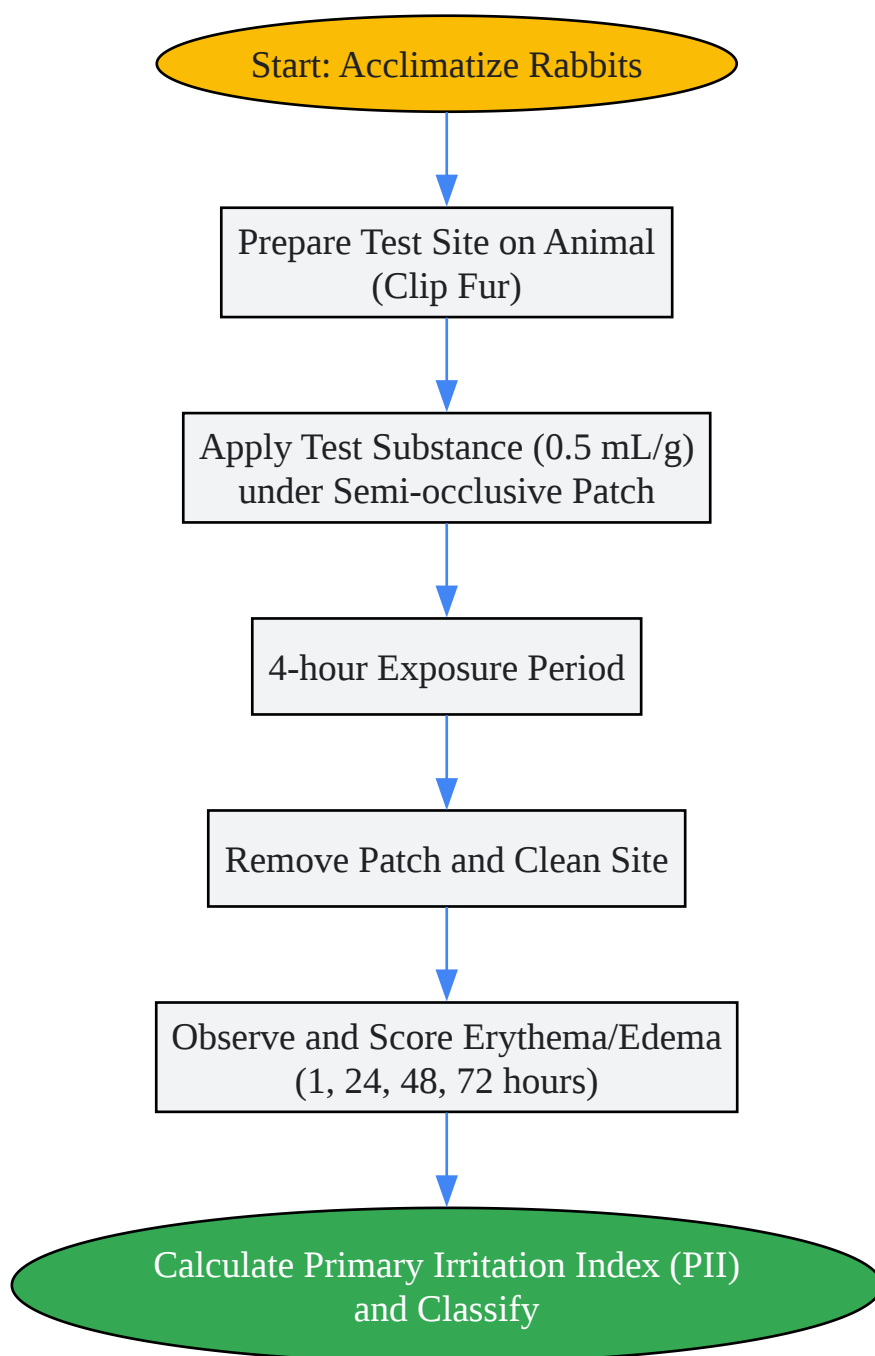 Start: Acclimatize Rabbits
Prepare Test Site on Animal
(Clip Fur)
Apply Test Substance (0.5 mL/g)
under Semi-occlusive Patch
4-hour Exposure Period
Remove Patch and Clean Site
Observe and Score Erythema/Edema
(1, 24, 48, 72 hours)
Calculate Primary Irritation Index (PII)
and Classify